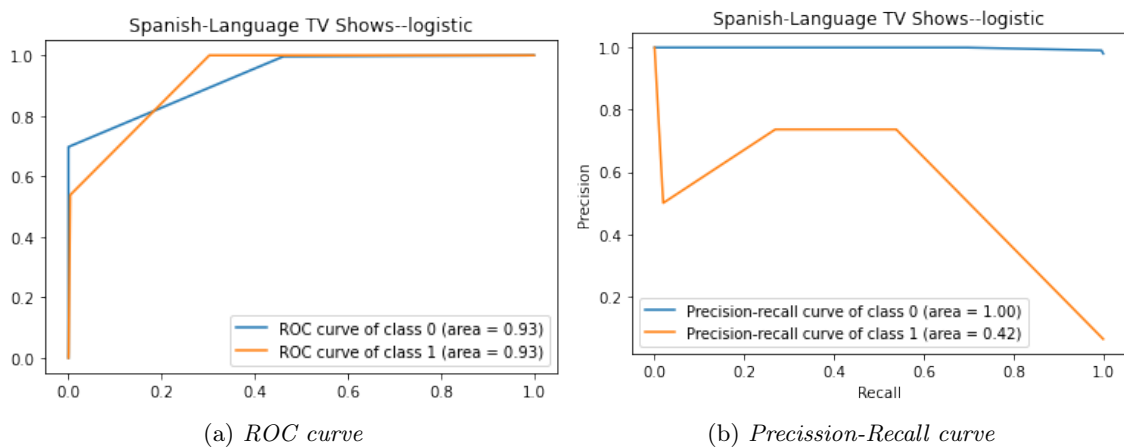 Spanish-Language TV Shows--logistic
1.0
0.8
0.6
0.4
0.2
0.0
ROC curve of class 0 (area = 0.93)
ROC curve of class 1 (area = 0.93)
0.0 0.2 0.4 0.6 0.8 1.0
(a) ROC curve
Spanish-Language TV Shows--logistic
1.0
0.8
0.6
0.4
0.2
Precision
Precision-recall curve of class 0 (area = 1.00)
Precision-recall curve of class 1 (area = 0.42)
0.0 0.2 0.4 0.6 0.8 1.0
Recall
(b) Precission-Recall curve